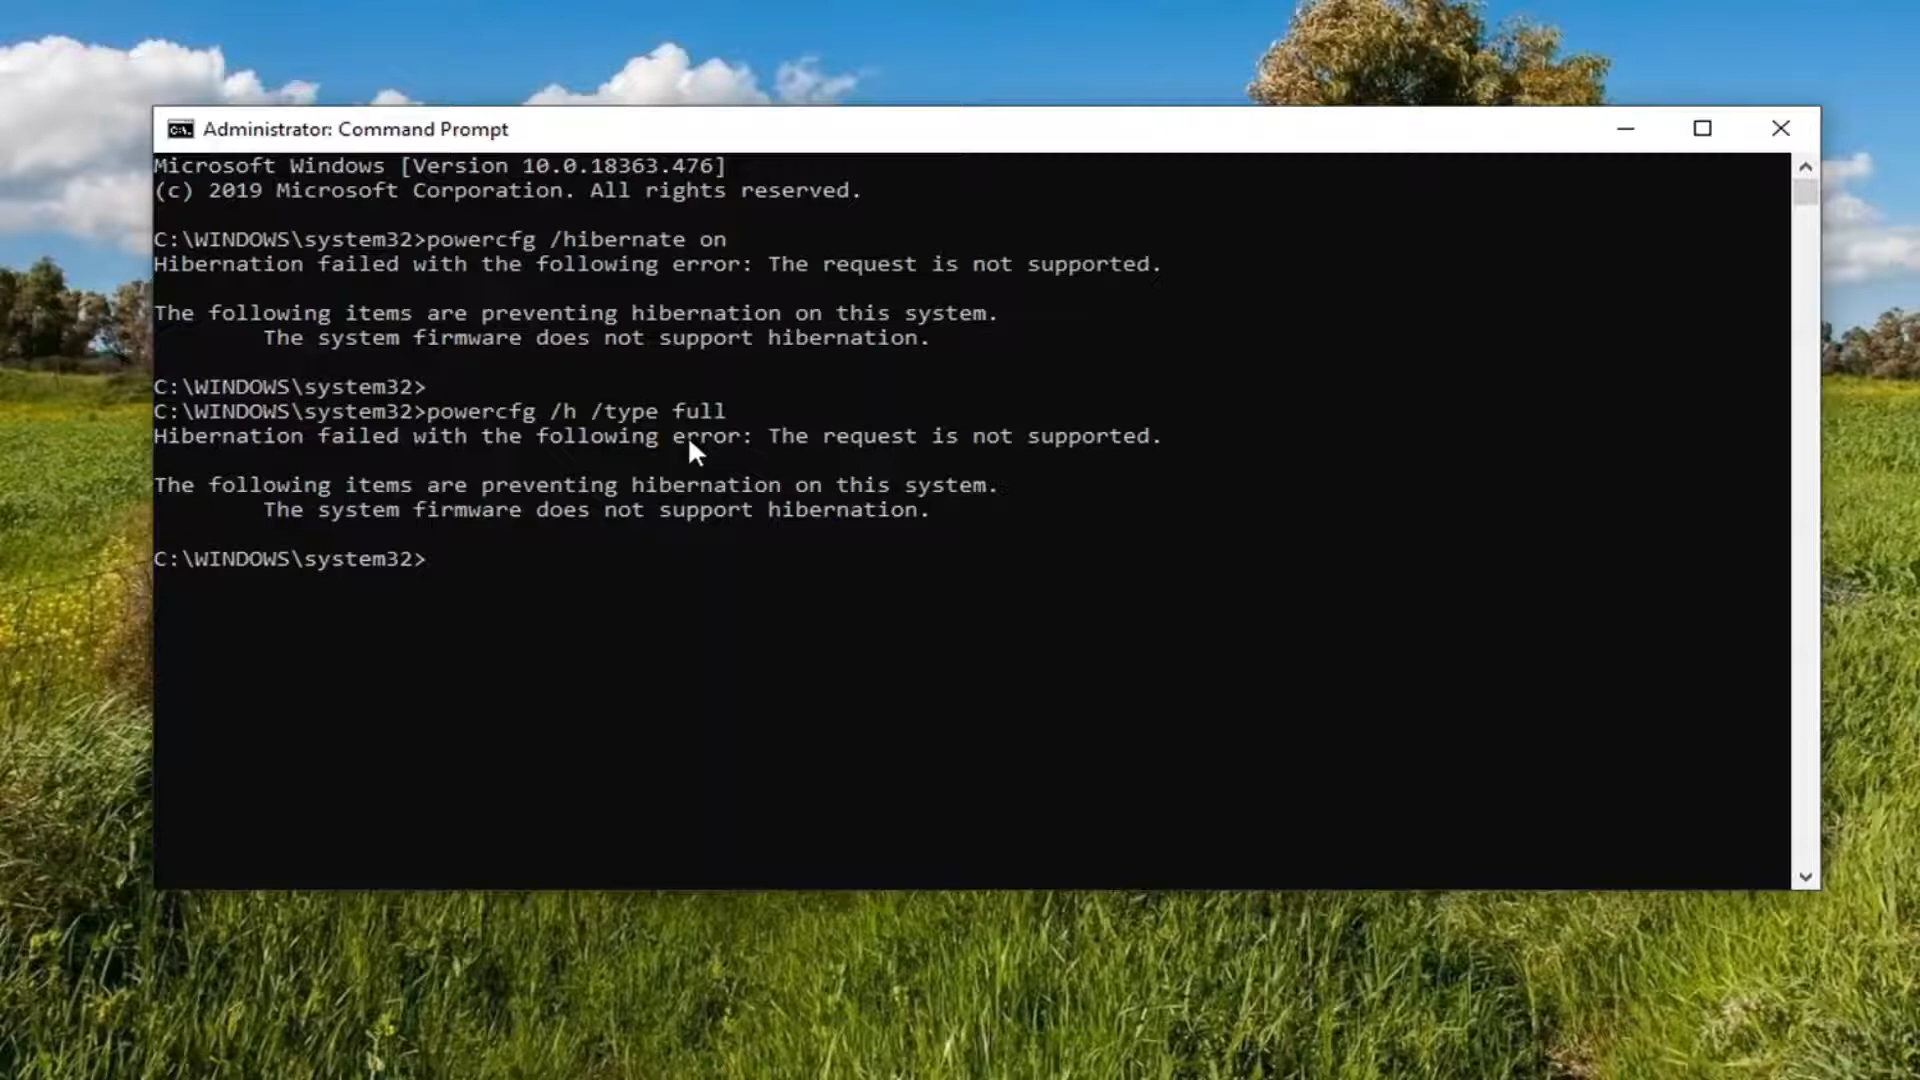 Administrator: Command Prompt
Microsoft Windows [Version 10.0.18363.476]
(c) 2019 Microsoft Corporation. All rights reserved.
C:\WINDOWS\system32>powercfg /hibernate on
Hibernation failed with the following error: The request is not supported.
The following items are preventing hibernation on this system.
The system firmware does not support hibernation.
C:\WINDOWS\system32>
C:\WINDOWS\system32>powercfg /h /type full
Hibernation failed with the following error: The request is not supported.
The following items are preventing hibernation on this system.
The system firmware does not support hibernation.
C:\WINDOWS\system32>